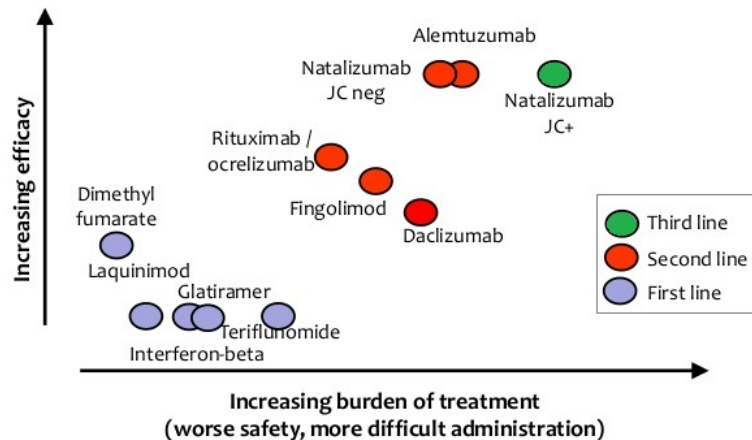 Increasing efficacy
Alemtuzumab
Natalizumab
JC neg
Natalizumab
JC+
Rituximab /
ocrelizumab
Fingolimod
Daclizumab
Dimethyl
fumarate
Laquinimod
Glatiramer
Teriflunomide
Interferon-beta
Third line
Second line
First line
Increasing burden of treatment
(worse safety, more difficult administration)